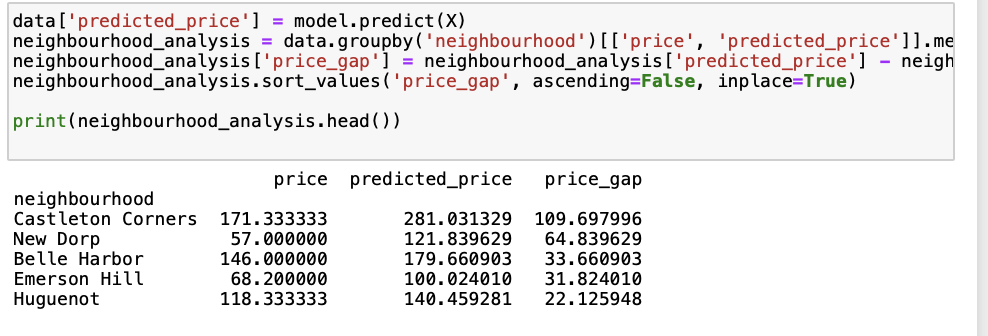 data['predicted_price'] = model.predict(X)
neighbourhood_analysis = data.groupby('neighbourhood')[['price', 'predicted_price']].me
neighbourhood_analysis['price_gap'] = neighbourhood_analysis['predicted_price'] - neigh
neighbourhood_analysis.sort_values('price_gap', ascending=False, inplace=True)
print(neighbourhood_analysis.head())
price predicted_price price_gap
neighbourhood
Castleton Corners 171.333333 281.031329 109.697996
New Dorp 57.000000 121.839629 64.839629
Belle Harbor 146.000000 179.660903 33.660903
Emerson Hill 68.200000 100.024010 31.824010
Huguenot 118.333333 140.459281 22.125948